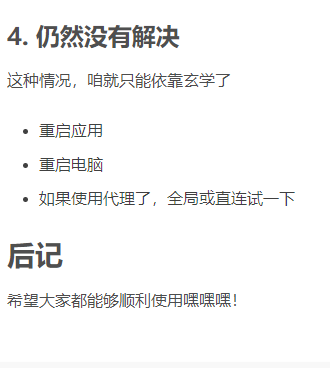 4. 仍然没有解决
这种情况，咱就只能依靠玄学了
• 重启应用
• 重启电脑
• 如果使用代理了，全局或直连试一下
后记
希望大家都能够顺利使用嘿嘿嘿！